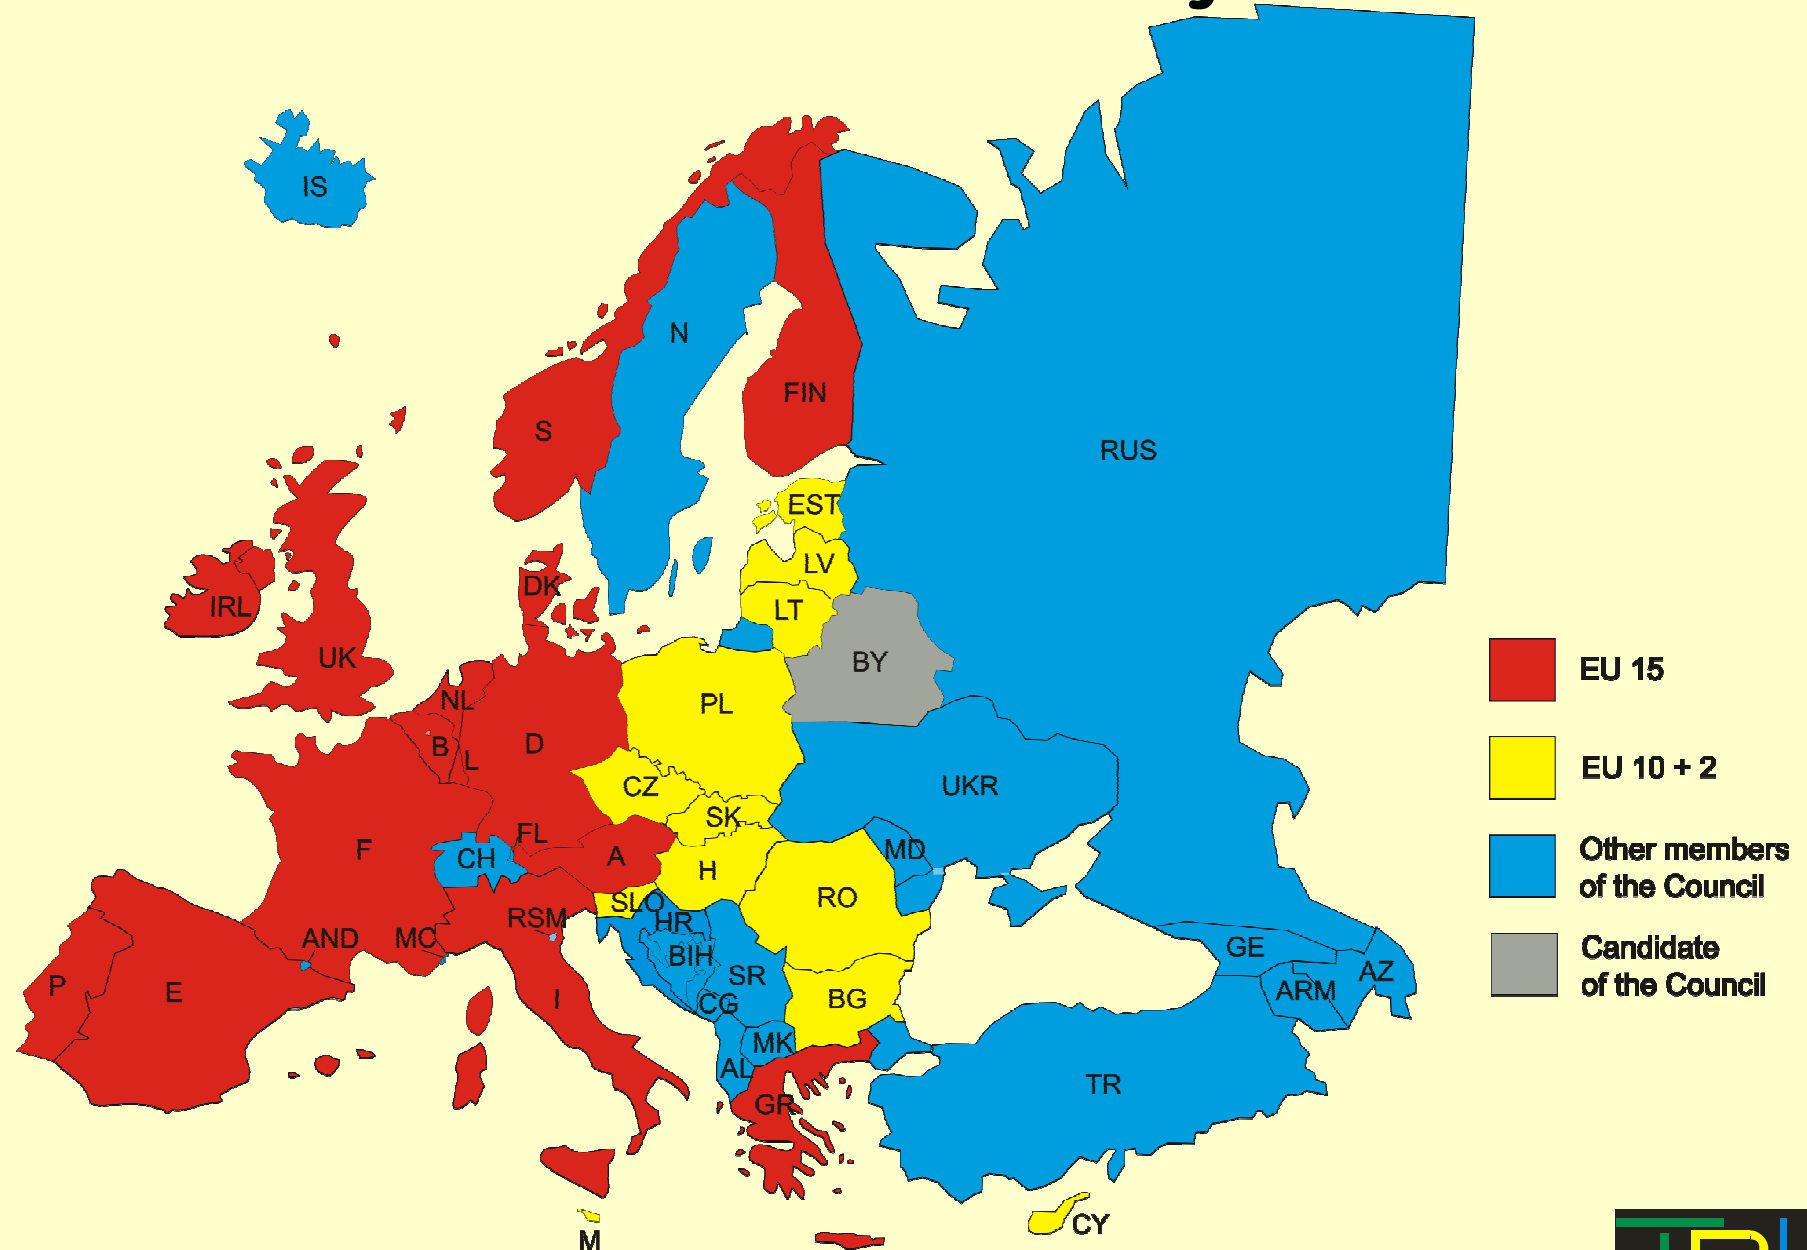 IS
N
FIN
S
RUS
EST
LV
DK
LT
IRL
UK
BY
NL
PL
B
D
L
CZ
UKR
SK
FL
F
CH
A
MD
H
RO
SLO
HR
RSM
AND
MC
BIH
GE
SR
AZ
P
E
ARM
I
CG
BG
MK
AL
TR
GR
M
CY
EU 15
EU 10 + 2
Other members
of the Council
Candidate
of the Council